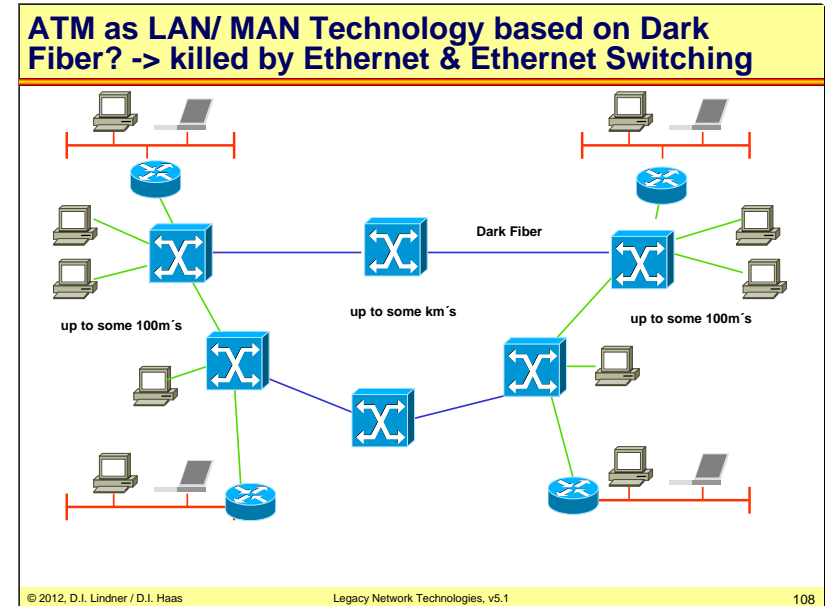 ATM as LAN/ MAN Technology based on Dark
Fiber? -> killed by Ethernet & Ethernet Switching
Dark Fiber
up to some km´s
up to some 100m´s
up to some 100m´s
© 2012, D.I. Lindner / D.I. Haas
Legacy Network Technologies, v5.1
108